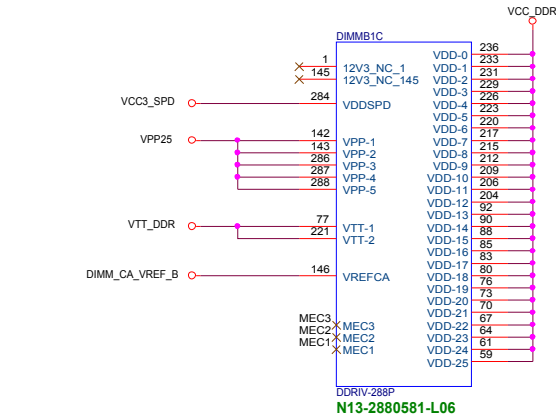 VCC_DDR
DIMMB1C
1 12V3_NC_1
145 12V3_NC_145
VCC3_SPD 284 VDDSPD
VPP25 142 VPP-1
143 VPP-2
286 VPP-3
287 VPP-4
288 VPP-5
VTT_DDR 77 VTT-1
221 VTT-2
DIMM_CA_VREF_B 146 VREFCA
MEC3 MEC3
MEC2 MEC2
MEC1 MEC1
VDD-0 236
VDD-1 233
VDD-2 231
VDD-3 229
VDD-4 226
VDD-5 223
VDD-6 220
VDD-7 217
VDD-8 215
VDD-9 212
VDD-10 209
VDD-11 206
VDD-12 204
VDD-13 92
VDD-14 90
VDD-15 88
VDD-16 85
VDD-17 83
VDD-18 80
VDD-19 76
VDD-20 73
VDD-21 70
VDD-22 67
VDD-23 64
VDD-24 61
VDD-25 59
DDRIV-288P
N13-2880581-L06